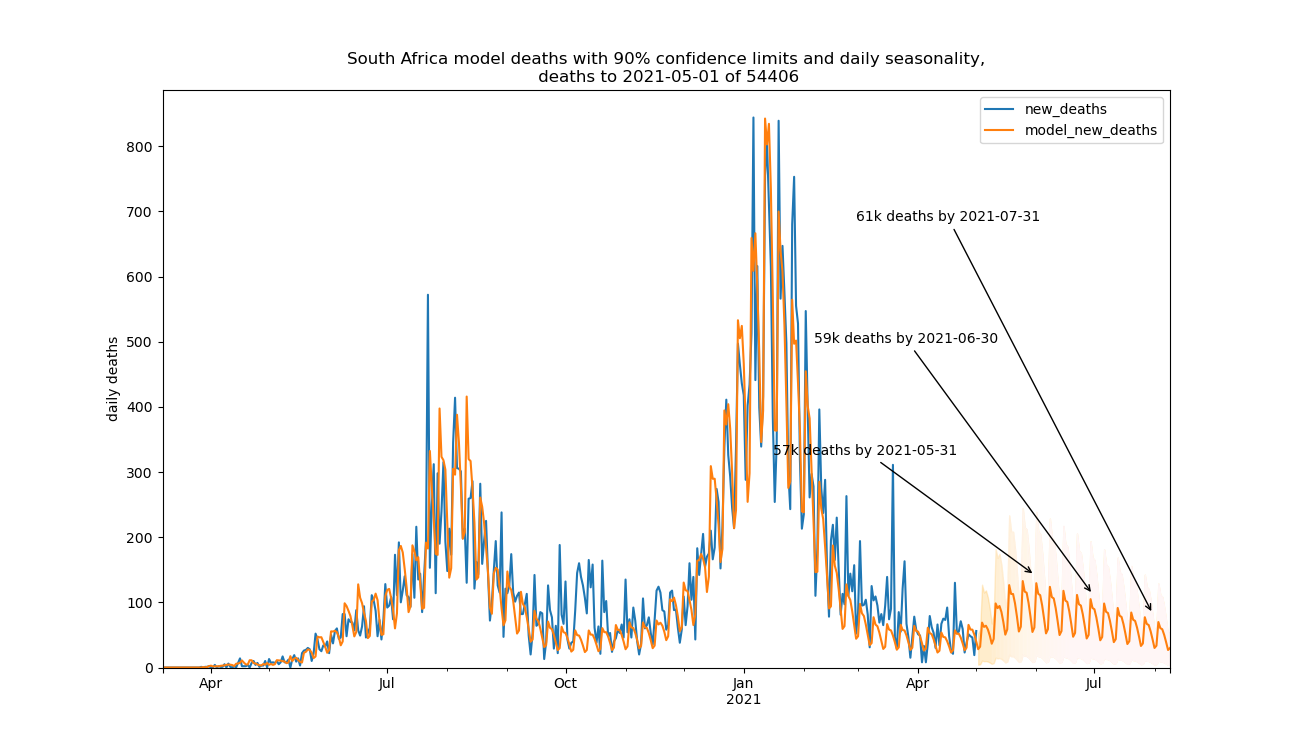 South Africa model deaths with 90% confidence limits and daily seasonality,
deaths to 2021-05-01 of 54406
new_deaths
model_new_deaths
800
700
600
500
400
300
200
100
0
daily deaths
61k deaths by 2021-07-31
59k deaths by 2021-06-30
57k deaths by 2021-05-31
Apr
Jul
Oct
Jan
2021
Apr
Jul